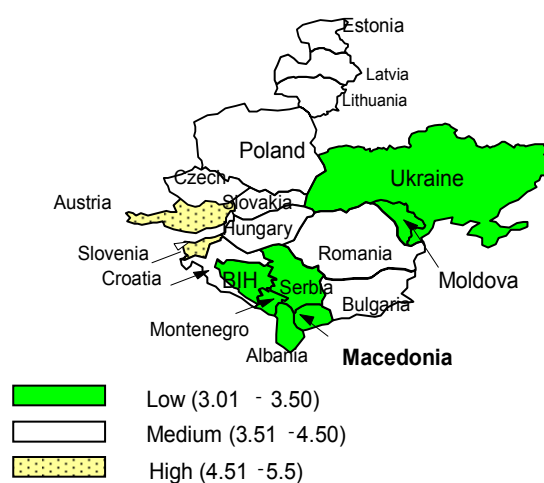 Estonia
Latvia
Lithuania
Poland
Czech
Ukraine
Austria
Slovakia
Hungary
Slovenia
Romania
Croatia
BIH
Serbia
Moldova
Montenegro
Bulgaria
Albania
Macedonia
Low (3.01 - 3.50)
Medium (3.51 -4.50)
High (4.51 -5.5)